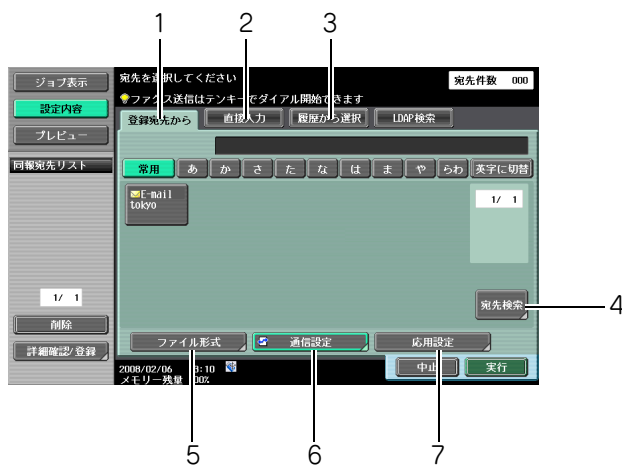 1 2 3
ジョブ表示
設定内容
プレビュー
同報宛先リスト
1/ 1
削除
詳細確認/登録
宛先を選択してください
宛先件数 000
ファクス送信はテンキーでダイアル開始できます
登録宛先から 直接入力 履歴から選択 LDAP検索
常用 あ か さ た な は ま や らわ 英字に切替
E-mail
tokyo
1/ 1
宛先検索
4
ファイル形式 通信設定 応用設定
2008/02/06 :10
メモリー残量 00%
中止 実行
5 6 7